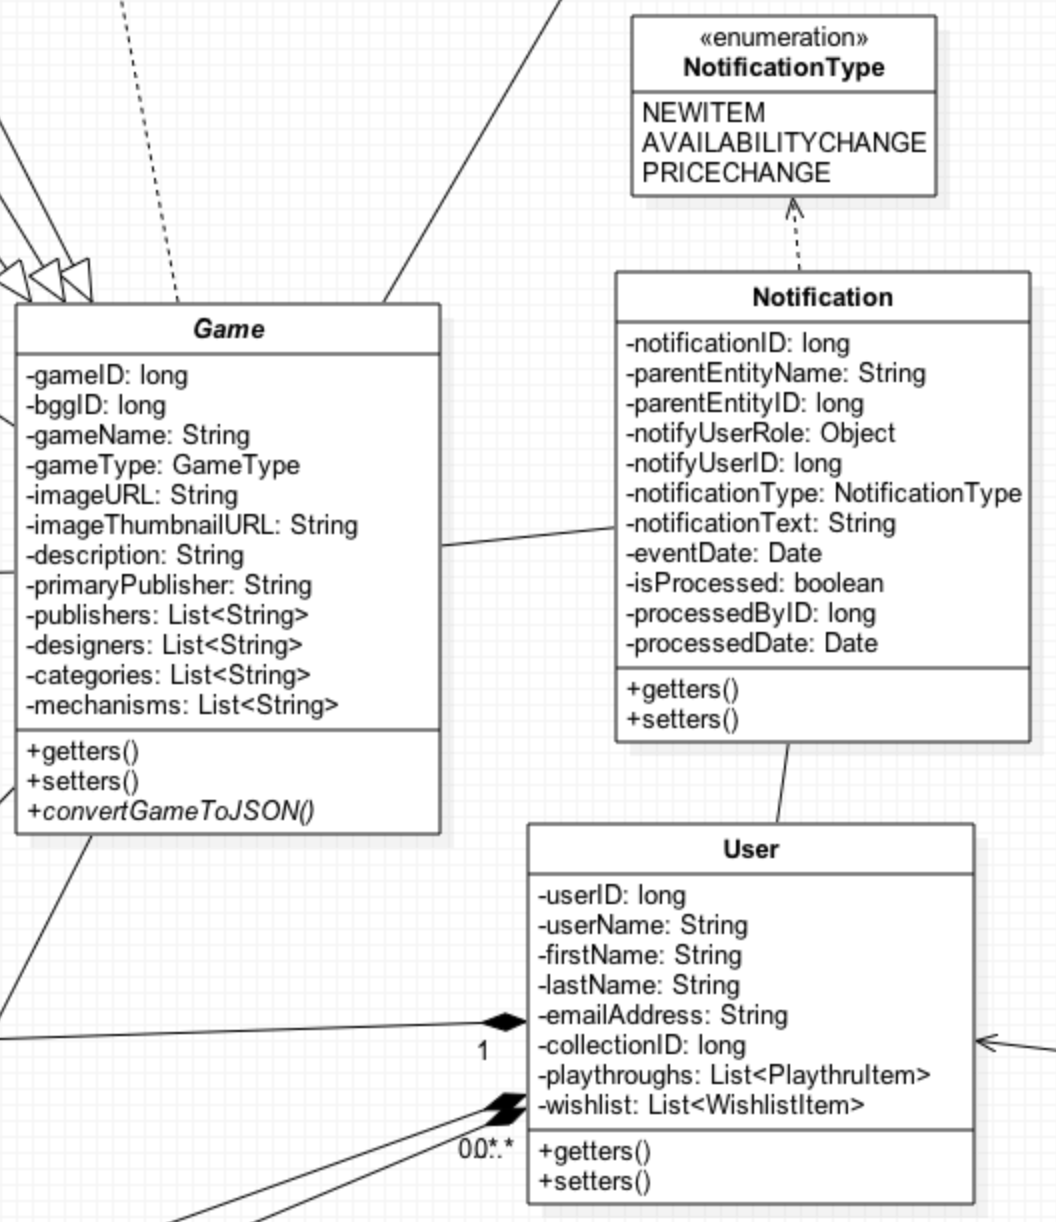 «enumeration»
NotificationType
NEWITEM
AVAILABILITYCHANGE
PRICECHANGE
Game
-gameID: long
-bggID: long
-gameName: String
-gameType: GameType
-imageURL: String
-imageThumbnailURL: String
-description: String
-primaryPublisher: String
-publishers: List<String>
-designers: List<String>
-categories: List<String>
-mechanisms: List<String>
+getters()
+setters()
+convertGameToJSON()
Notification
-notificationID: long
-parentEntityName: String
-parentEntityID: long
-notifyUserRole: Object
-notifyUserID: long
-notificationType: NotificationType
-notificationText: String
-eventDate: Date
-isProcessed: boolean
-processedByID: long
-processedDate: Date
+getters()
+setters()
User
-userID: long
-userName: String
-firstName: String
-lastName: String
-emailAddress: String
-collectionID: long
-playthroughs: List<PlaythruItem>
-wishlist: List<WishlistItem>
+getters()
+setters()
1